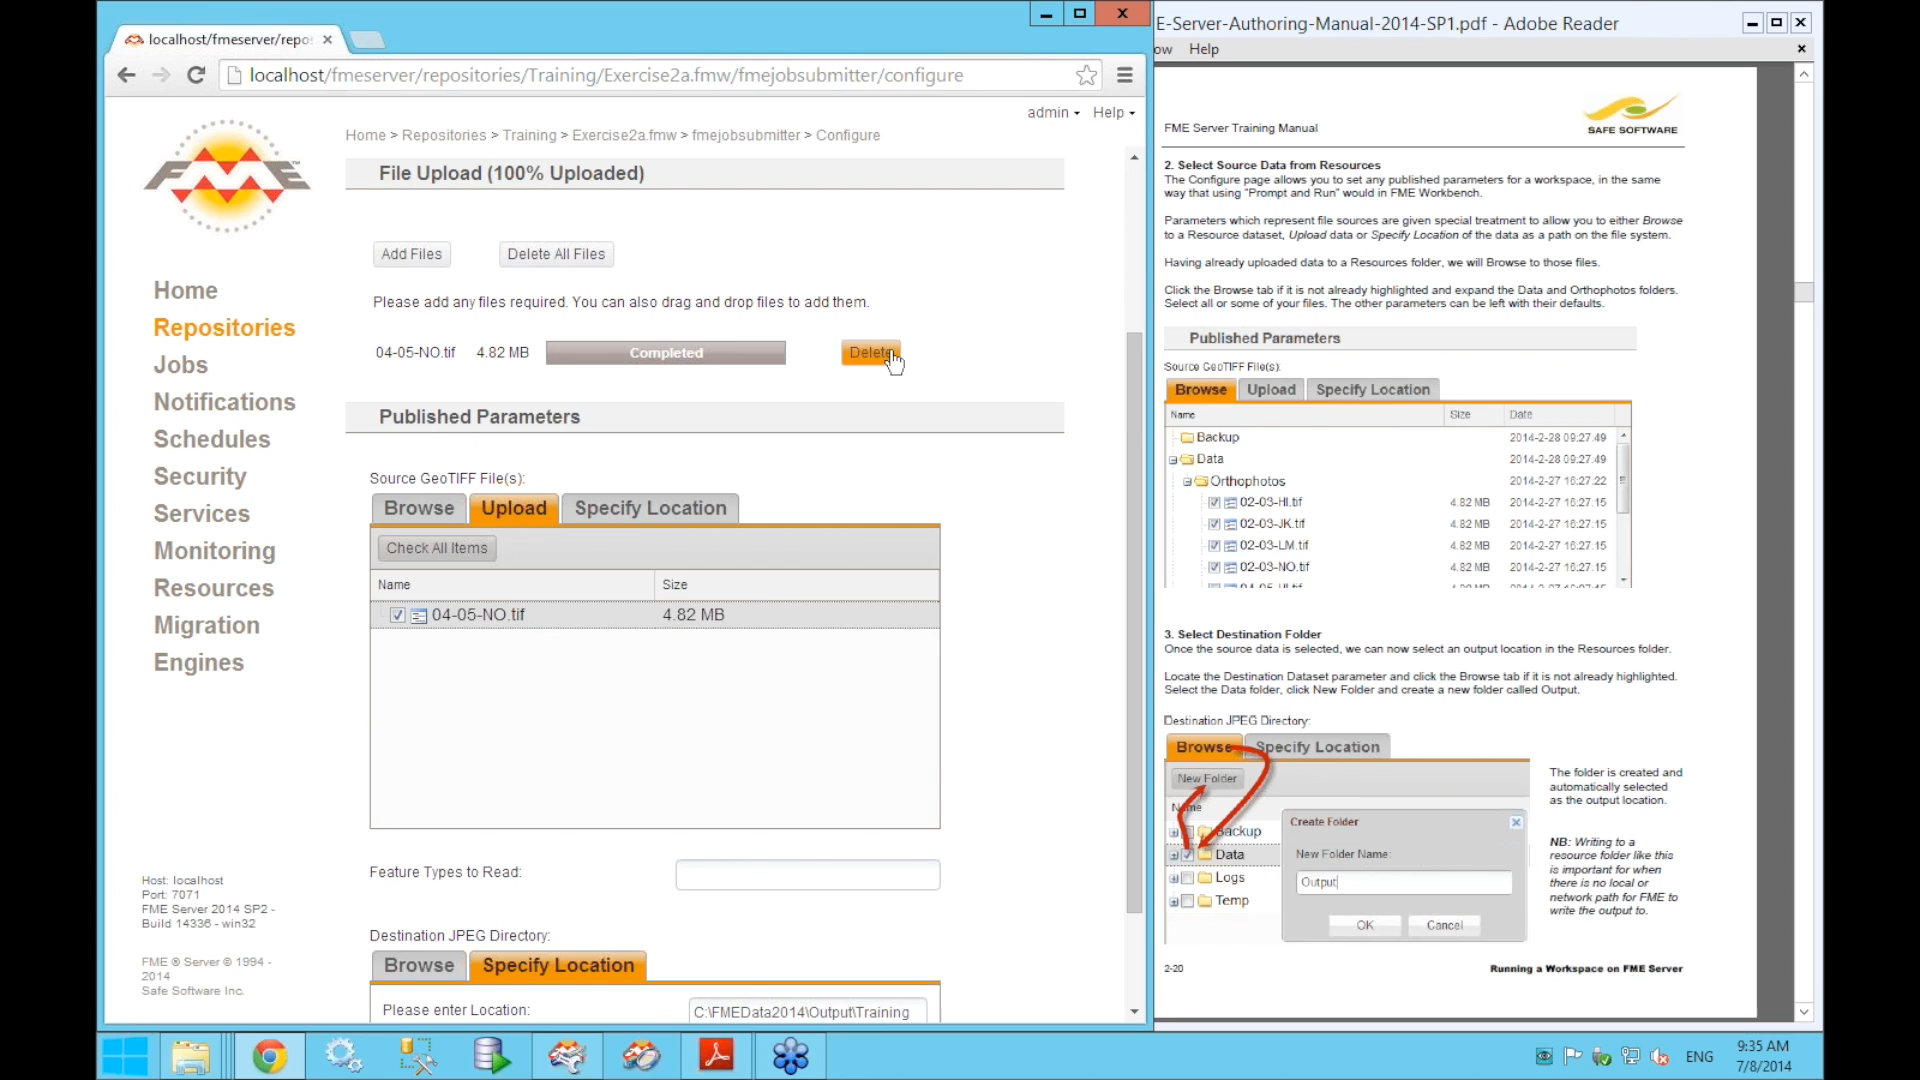 localhost/fmeserver/repo
localhost/fmeserver/repositories/Training/Exercise2a.fmw/fmejobsubmitter/configure
admin
Help
FME
Home > Repositories > Training > Exercise2a.fmw > fmejobsubmitter > Configure
File Upload (100% Uploaded)
Add Files
Delete All Files
Please add any files required. You can also drag and drop files to add them.
04-05-NO.tif 4.82 MB Completed Delete
Published Parameters
Source GeoTIFF File(s):
Browse Upload Specify Location
Check All Items
Name Size
04-05-NO.tif 4.82 MB
Feature Types to Read:
Destination JPEG Directory:
Browse Specify Location
Please enter Location: C:\FMEData2014\Output\Training
Home
Repositories
Jobs
Notifications
Schedules
Security
Services
Monitoring
Resources
Migration
Engines
Host: localhost
Port: 7071
FME Server 2014 SP2 -
Build 14336 - win32
FME ® Server © 1994 -
2014
Safe Software Inc.
E-Server-Authoring-Manual-2014-SP1.pdf - Adobe Reader
ow Help
FME Server Training Manual
SAFE SOFTWARE
2. Select Source Data from Resources
The Configure page allows you to set any published parameters for a workspace, in the same
way that using "Prompt and Run" would in FME Workbench.
Parameters which represent file sources are given special treatment to allow you to either Browse
to a Resource dataset, Upload data or Specify Location of the data as a path on the file system.
Having already uploaded data to a Resources folder, we will Browse to those files.
Click the Browse tab if it is not already highlighted and expand the Data and Orthophotos folders.
Select all or some of your files. The other parameters can be left with their defaults.
Published Parameters
Source GeoTIFF File(s):
Browse Upload Specify Location
Name Size Date
Backup 2014-2-28 09:27:49
Data 2014-2-28 09:27:49
Orthophotos 2014-2-27 16:27:22
02-03-HI.tif 4.82 MB 2014-2-27 16:27:15
02-03-JK.tif 4.82 MB 2014-2-27 16:27:15
02-03-LM.tif 4.82 MB 2014-2-27 16:27:15
02-03-NO.tif 4.82 MB 2014-2-27 16:27:15
3. Select Destination Folder
Once the source data is selected, we can now select an output location in the Resources folder.
Locate the Destination Dataset parameter and click the Browse tab if it is not already highlighted.
Select the Data folder, click New Folder and create a new folder called Output.
Destination JPEG Directory:
Browse Specify Location
New Folder
Name
Backup
Data
Logs
Temp
Create Folder
New Folder Name:
Output
OK Cancel
The folder is created and
automatically selected
as the output location.
NB: Writing to a
resource folder like this
is important for when
there is no local or
network path for FME to
write the output to.
2-20 Running a Workspace on FME Server
ENG
9:35 AM
7/8/2014